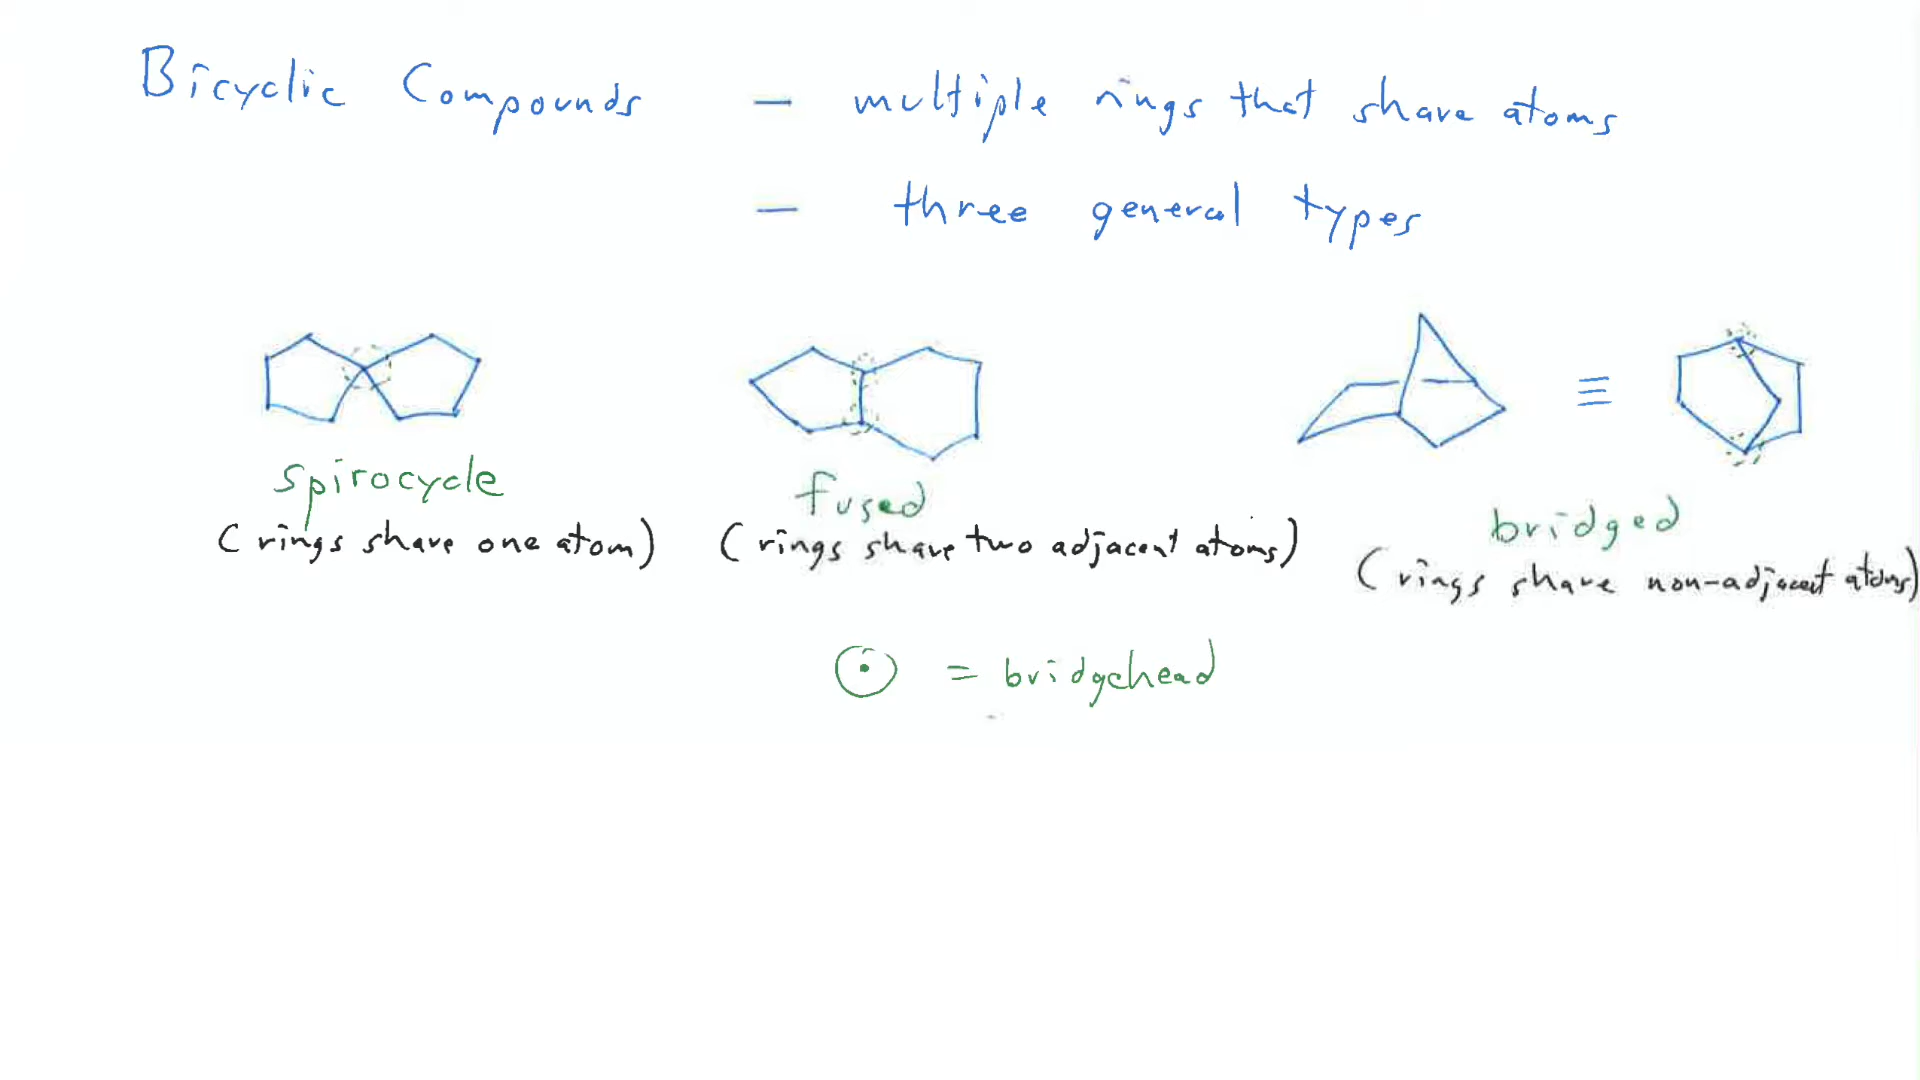 Bicyclic Compounds — multiple rings that share atoms
— three general types
≡
spirocycle
(rings share one atom)
fused
(rings share two adjacent atoms)
bridged
(rings share non-adjacent atoms)
= bridgehead